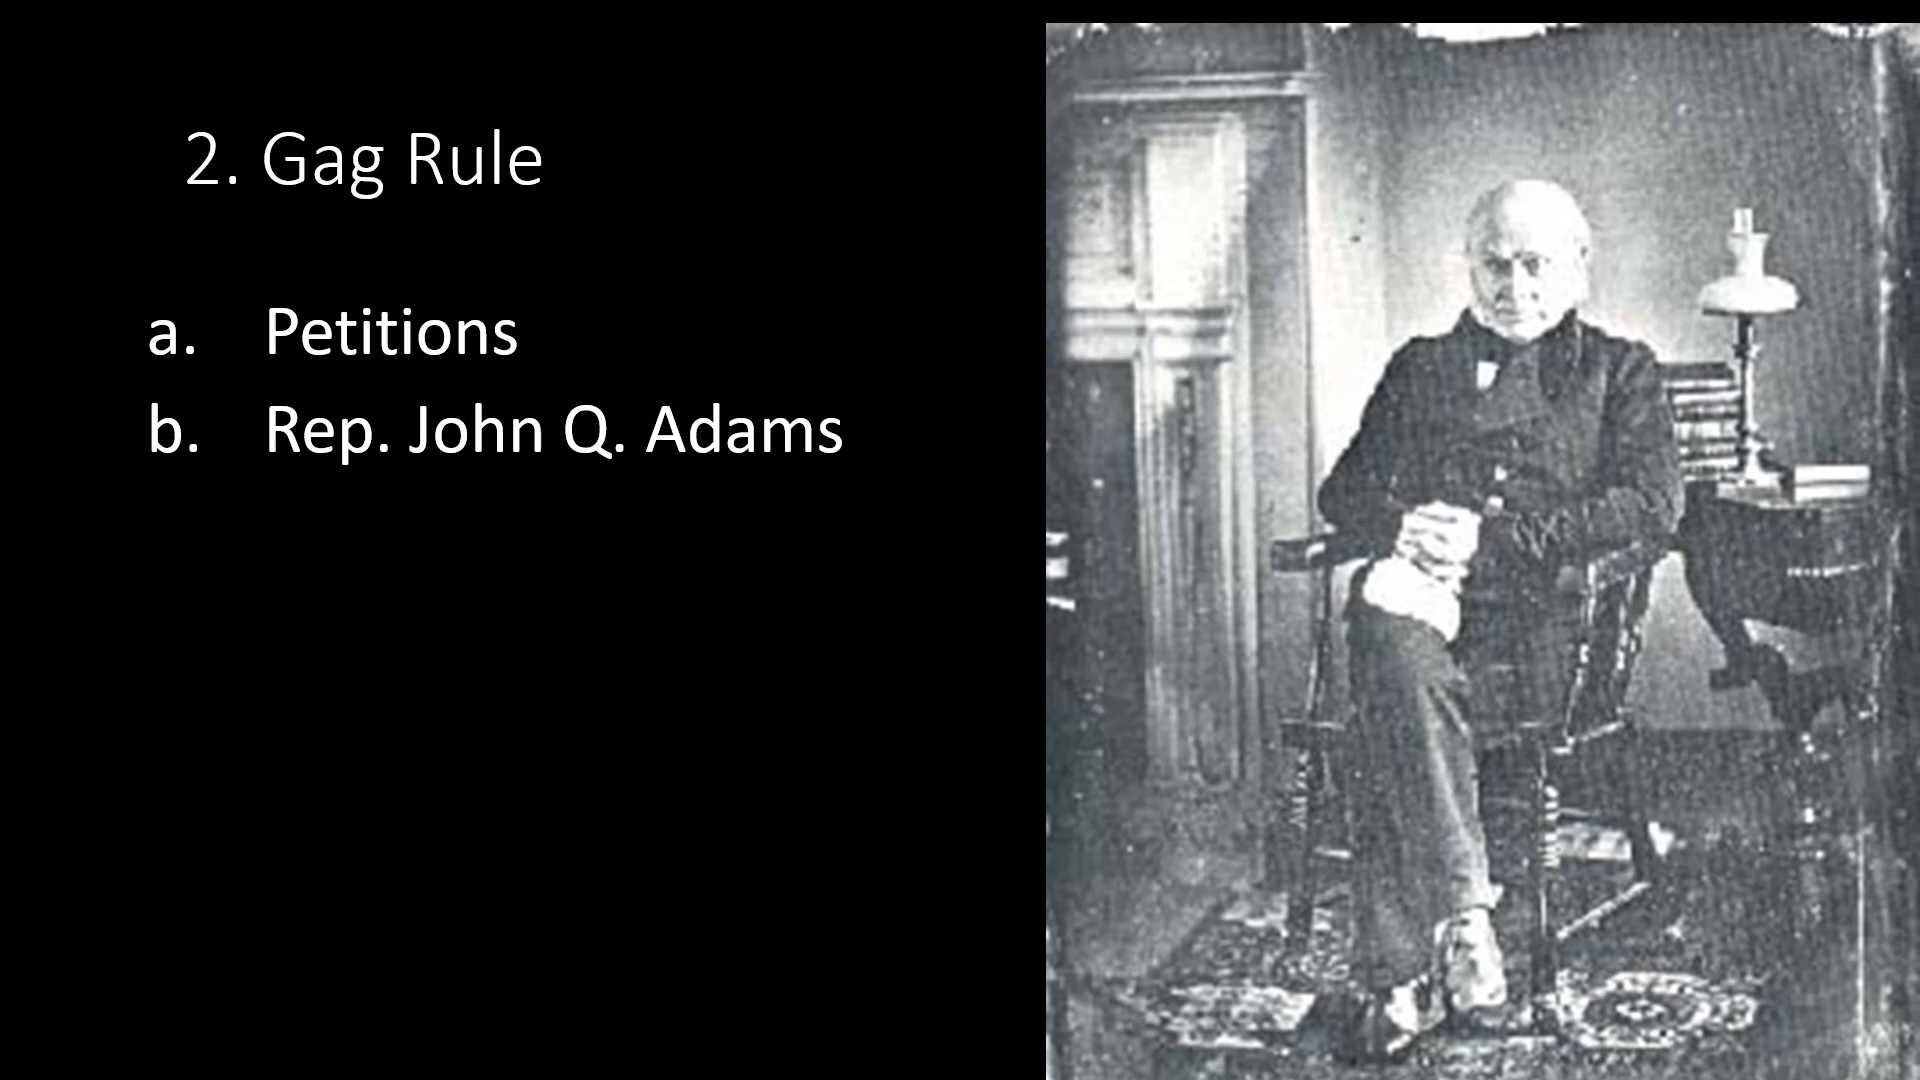 2. Gag Rule
a. Petitions
b. Rep. John Q. Adams